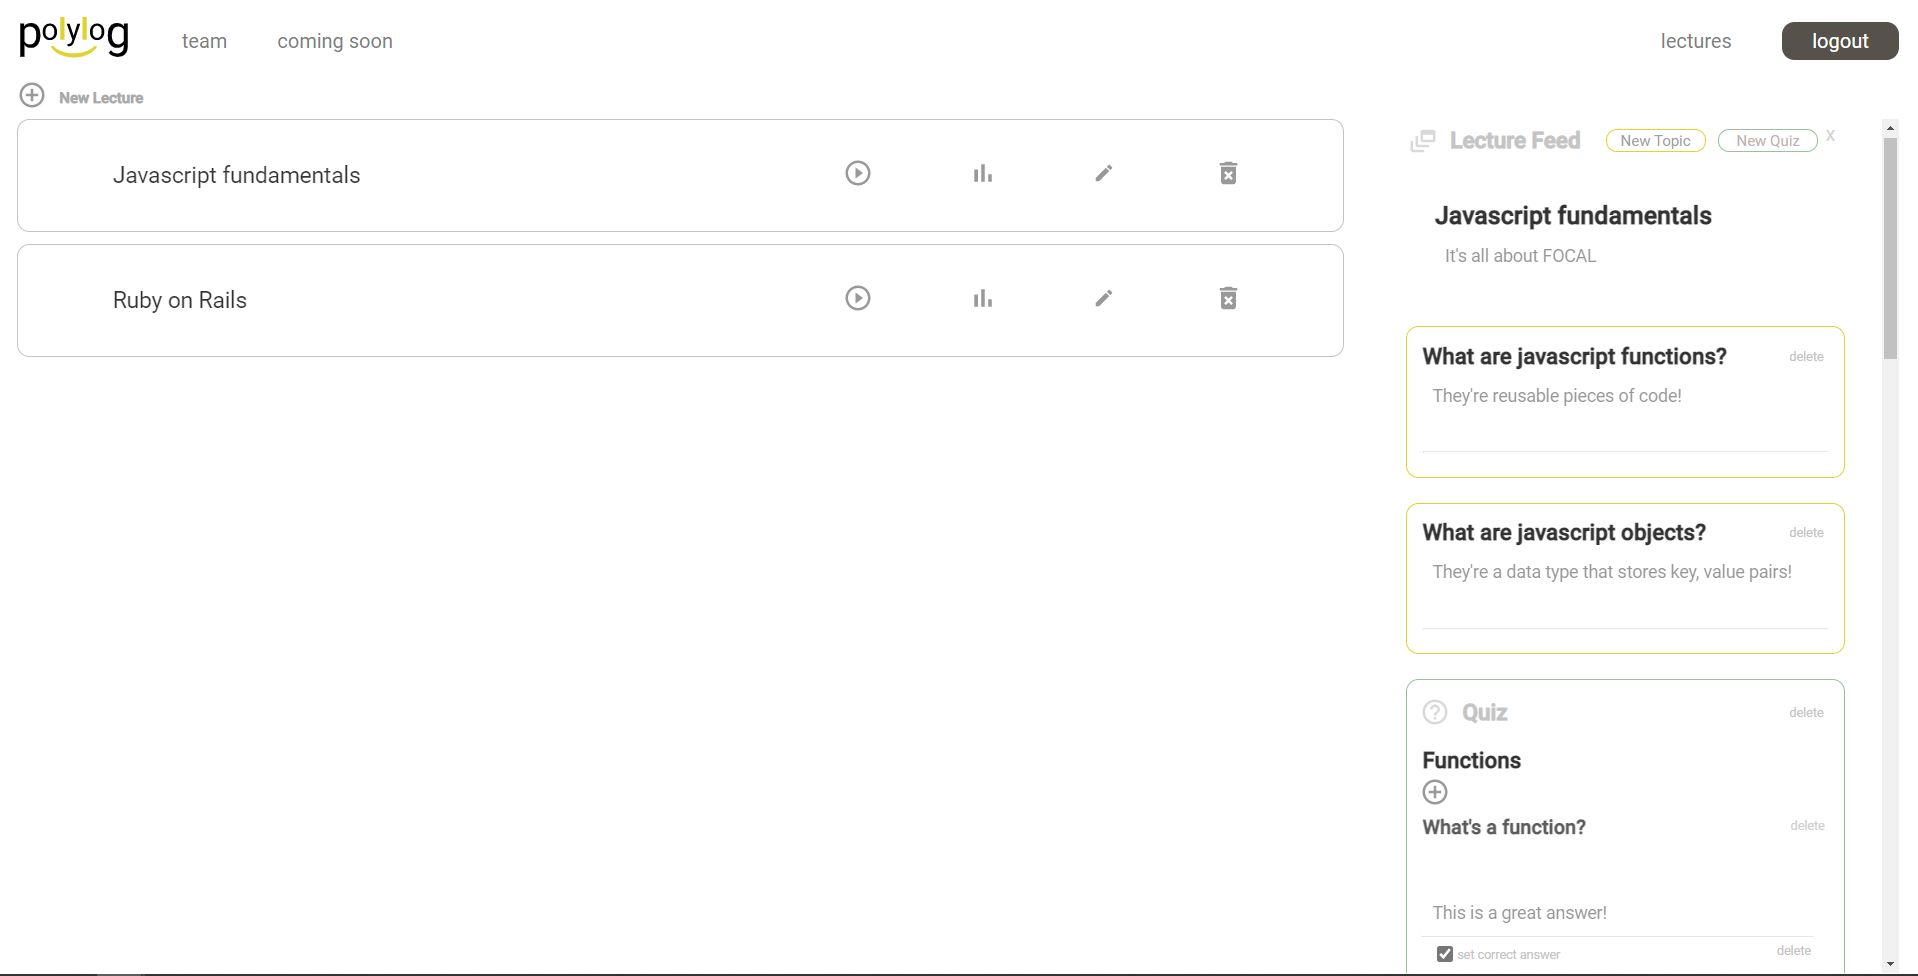 polylog
team
coming soon
lectures
logout
New Lecture
Javascript fundamentals
Ruby on Rails
Lecture Feed
New Topic
New Quiz
X
Javascript fundamentals
It's all about FOCAL
What are javascript functions?
delete
They're reusable pieces of code!
What are javascript objects?
delete
They're a data type that stores key, value pairs!
Quiz
delete
Functions
What's a function?
delete
This is a great answer!
set correct answer
delete